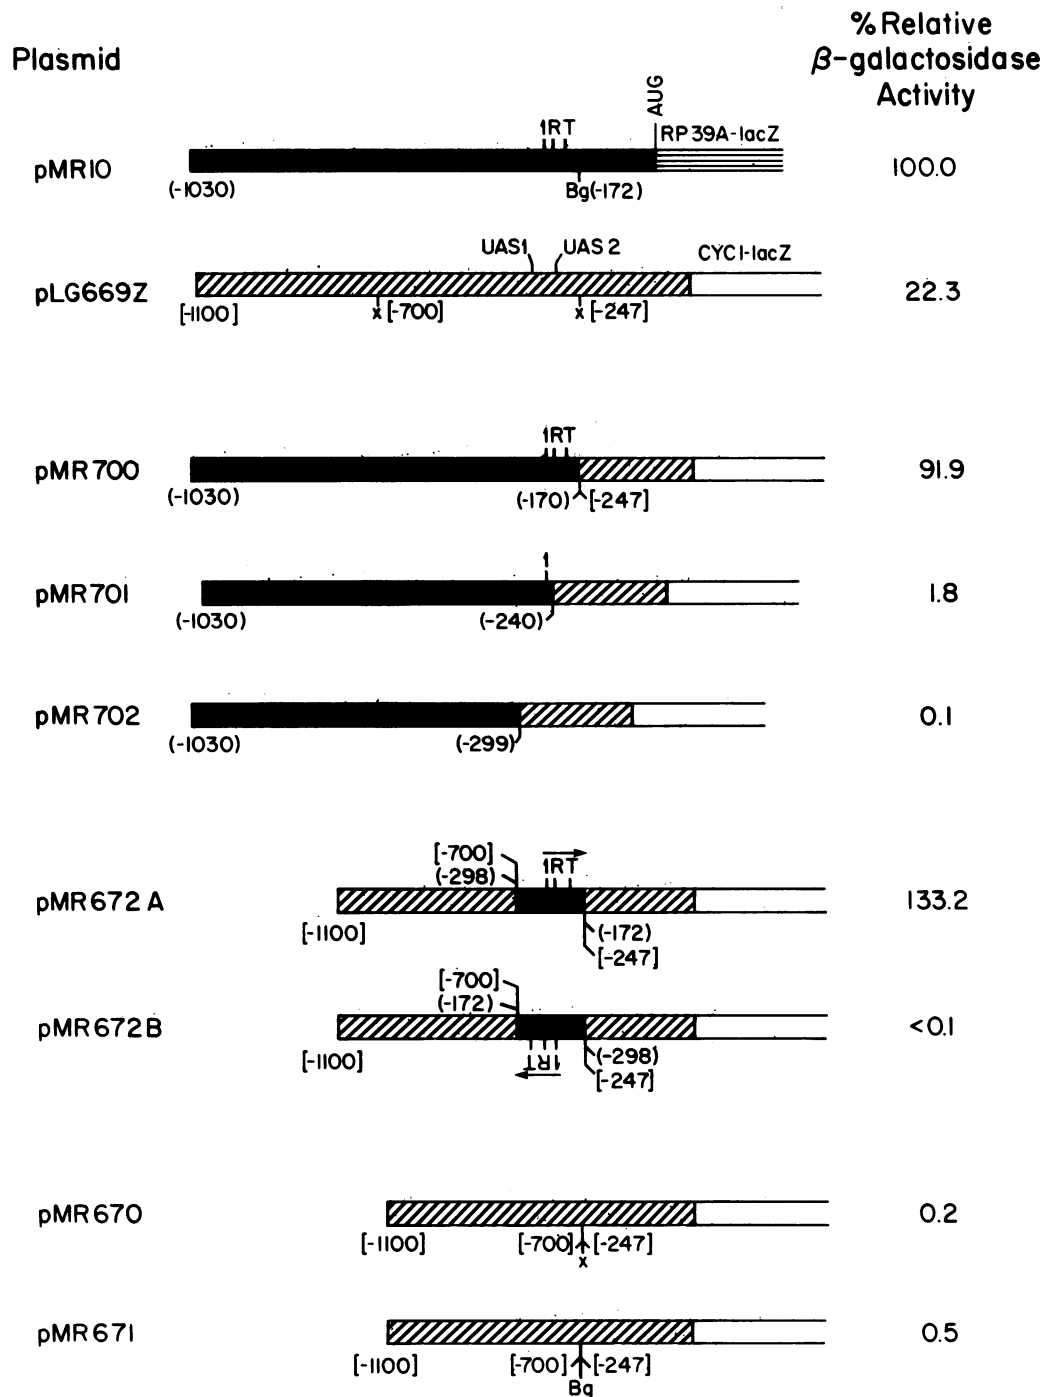 Plasmid
% Relative
β-galactosidase
Activity
AUG
1RT
RP39A-lacZ
pMR10
100.0
(-1030)
Bg(-172)
UAS1
UAS2
CYC1-lacZ
pLG669Z
22.3
[-1100]
x[-700]
x[-247]
1RT
pMR700
91.9
(-1030)
(-170)
[-247]
1
pMR701
1.8
(-1030)
(-240)
pMR702
0.1
(-1030)
(-299)
[-700]
(-298)
1RT
pMR672A
133.2
[-1100]
(-172)
[-247]
[-700]
(-172)
pMR672B
<0.1
[-1100]
1RT
(-298)
[-247]
pMR670
0.2
[-1100]
[-700]
[-247]
x
pMR671
0.5
[-1100]
[-700]
[-247]
Bg